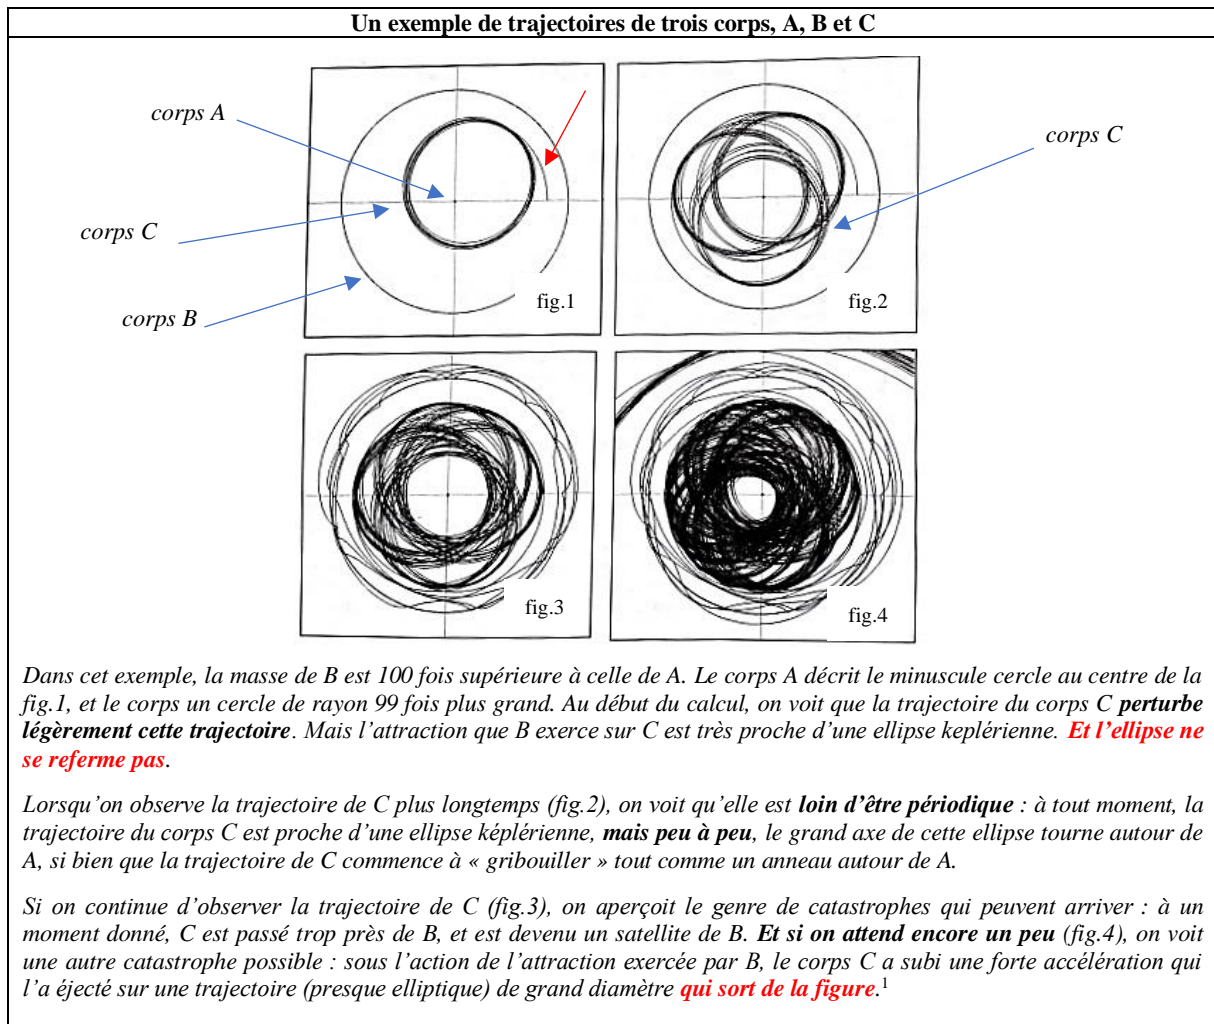 Un exemple de trajectoires de trois corps, A, B et C
corps A
corps C
corps C
corps B
fig.1
fig.2
fig.3
fig.4
Dans cet exemple, la masse de B est 100 fois supérieure à celle de A. Le corps A décrit le minuscule cercle au centre de la
fig.1, et le corps un cercle de rayon 99 fois plus grand. Au début du calcul, on voit que la trajectoire du corps C perturbe
légèrement cette trajectoire. Mais l’attraction que B exerce sur C est très proche d’une ellipse keplérienne. Et l’ellipse ne
se referme pas.
Lorsqu’on observe la trajectoire de C plus longtemps (fig.2), on voit qu’elle est loin d’être périodique : à tout moment, la
trajectoire du corps C est proche d’une ellipse képlérienne, mais peu à peu, le grand axe de cette ellipse tourne autour de
A, si bien que la trajectoire de C commence à « gribouiller » tout comme un anneau autour de A.
Si on continue d’observer la trajectoire de C (fig.3), on aperçoit le genre de catastrophes qui peuvent arriver : à un
moment donné, C est passé trop près de B, et est devenu un satellite de B. Et si on attend encore un peu (fig.4), on voit
une autre catastrophe possible : sous l’action de l’attraction exercée par B, le corps C a subi une forte accélération qui
l’a éjecté sur une trajectoire (presque elliptique) de grand diamètre qui sort de la figure.1